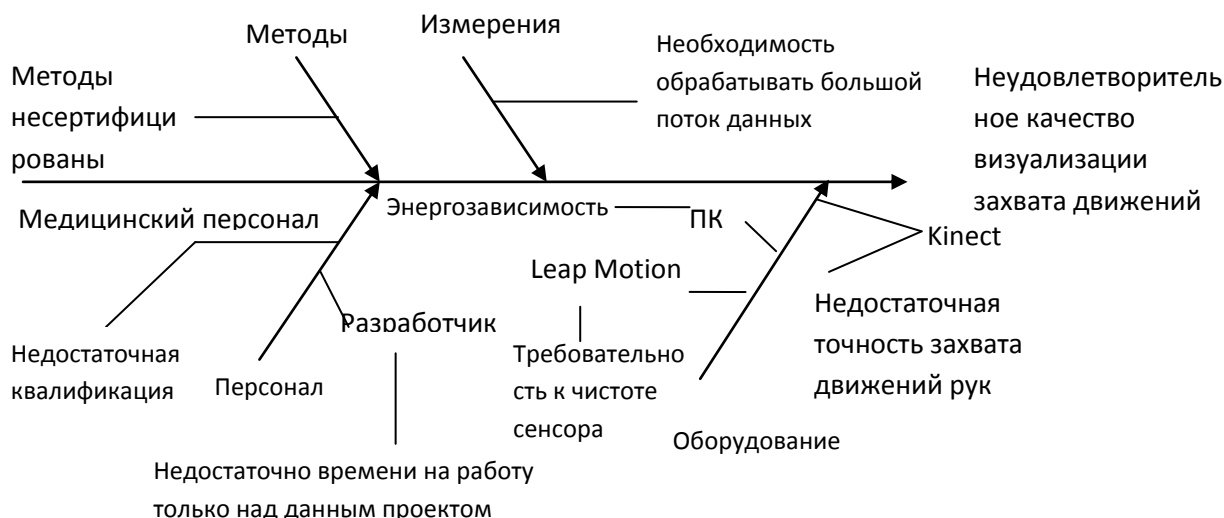 Методы
Измерения
Необходимость
обрабатывать большой
поток данных
Методы
несертифици
рованы
Неудовлетворитель
ное качество
визуализации
захвата движений
Медицинский персонал
Энергозависимость
ПК
Kinect
Leap Motion
Недостаточная
точность захвата
движений рук
Разработчик
Недостаточная
квалификация
Персонал
Требовательно
сть к чистоте
сенсора
Оборудование
Недостаточно времени на работу
только над данным проектом